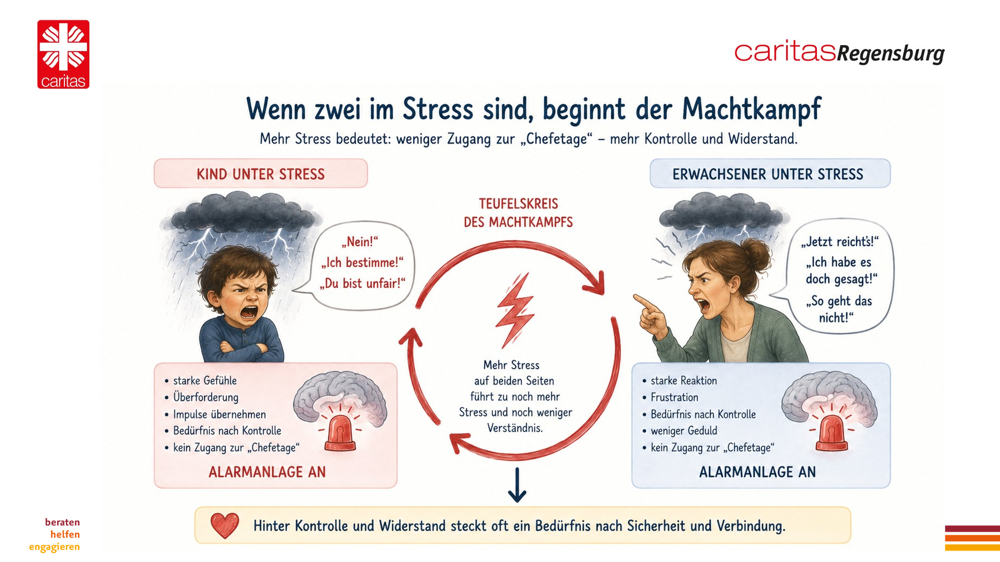 caritas
caritasRegensburg
Wenn zwei im Stress sind, beginnt der Machtkampf
Mehr Stress bedeutet: weniger Zugang zur „Chefetage“ – mehr Kontrolle und Widerstand.
KIND UNTER STRESS
„Nein!“
„Ich bestimme!“
„Du bist unfair!“
• starke Gefühle
• Überforderung
• Impulse übernehmen
• Bedürfnis nach Kontrolle
• kein Zugang zur „Chefetage“
ALARMANLAGE AN
TEUFELSKREIS
DES MACHTKAMPFS
Mehr Stress
auf beiden Seiten
führt zu noch mehr
Stress und noch weniger
Verständnis.
ERWACHSENER UNTER STRESS
„Jetzt reicht's!“
„Ich habe es
doch gesagt!“
„So geht das
nicht!“
• starke Reaktion
• Frustration
• Bedürfnis nach Kontrolle
• weniger Geduld
• kein Zugang zur „Chefetage“
ALARMANLAGE AN
Hinter Kontrolle und Widerstand steckt oft ein Bedürfnis nach Sicherheit und Verbindung.
beraten
helfen
engagieren